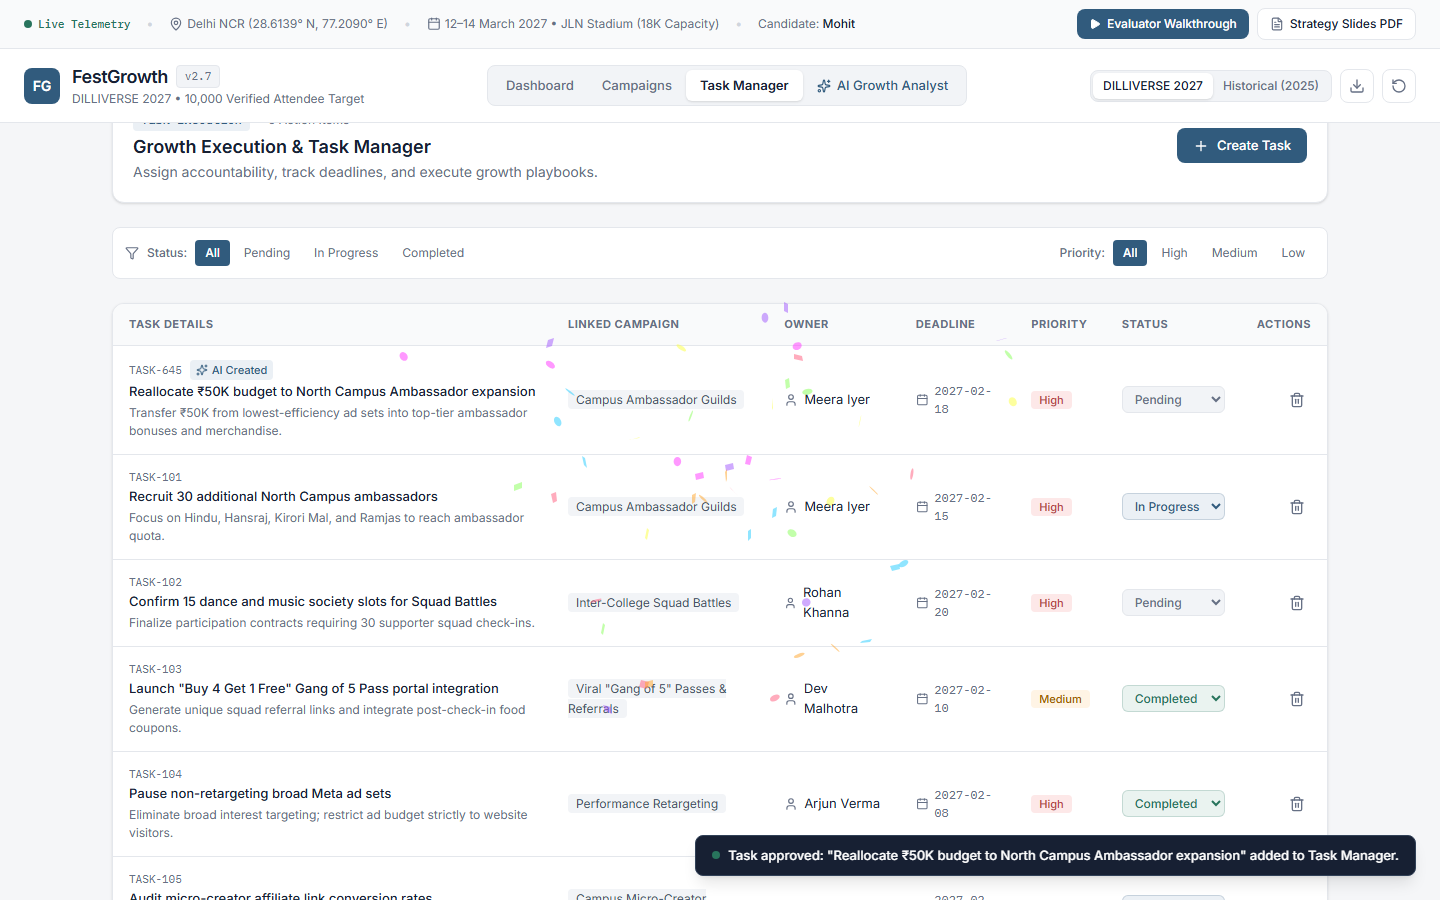 Live Telemetry
Delhi NCR (28.6139° N, 77.2090° E)
12–14 March 2027 • JLN Stadium (18K Capacity)
Candidate: Mohit
Evaluator Walkthrough
Strategy Slides PDF
FG
FestGrowth v2.7
DILLIVERSE 2027 • 10,000 Verified Attendee Target
Dashboard
Campaigns
Task Manager
AI Growth Analyst
DILLIVERSE 2027
Historical (2025)
Growth Execution & Task Manager
Assign accountability, track deadlines, and execute growth playbooks.
Create Task
Status: All Pending In Progress Completed
Priority: All High Medium Low
TASK DETAILS LINKED CAMPAIGN OWNER DEADLINE PRIORITY STATUS ACTIONS
TASK-645 AI Created
Reallocate ₹50K budget to North Campus Ambassador expansion
Transfer ₹50K from lowest-efficiency ad sets into top-tier ambassador
bonuses and merchandise.
Campus Ambassador Guilds
Meera Iyer
2027-02-
18
High
Pending
TASK-101
Recruit 30 additional North Campus ambassadors
Focus on Hindu, Hansraj, Kirori Mal, and Ramjas to reach ambassador
quota.
Campus Ambassador Guilds
Meera Iyer
2027-02-
15
High
In Progress
TASK-102
Confirm 15 dance and music society slots for Squad Battles
Finalize participation contracts requiring 30 supporter squad check-ins.
Inter-College Squad Battles
Rohan
Khanna
2027-02-
20
High
Pending
TASK-103
Launch "Buy 4 Get 1 Free" Gang of 5 Pass portal integration
Generate unique squad referral links and integrate post-check-in food
coupons.
Viral "Gang of 5" Passes &
Referrals
Dev
Malhotra
2027-02-
10
Medium
Completed
TASK-104
Pause non-retargeting broad Meta ad sets
Eliminate broad interest targeting; restrict ad budget strictly to website
visitors.
Performance Retargeting
Arjun Verma
2027-02-
08
High
Completed
Task approved: "Reallocate ₹50K budget to North Campus Ambassador expansion" added to Task Manager.
TASK-105
Audit micro-creator affiliate link conversion rates
Campus Micro-Creator